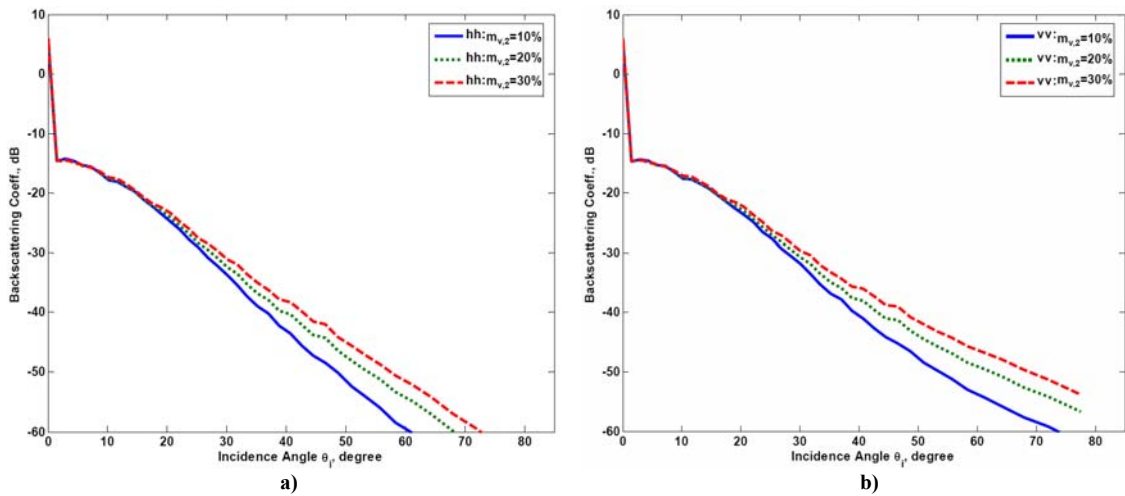 10
0
-10
-20
-30
-40
-50
-60
Backscattering Coeff., dB
hh:mv,2=10%
hh:mv,2=20%
hh:mv,2=30%
0 10 20 30 40 50 60 70 80
Incidence Angle θi, degree
a)
10
0
-10
-20
-30
-40
-50
-60
Backscattering Coeff., dB
vv:mv,2=10%
vv:mv,2=20%
vv:mv,2=30%
0 10 20 30 40 50 60 70 80
Incidence Angle θi, degree
b)